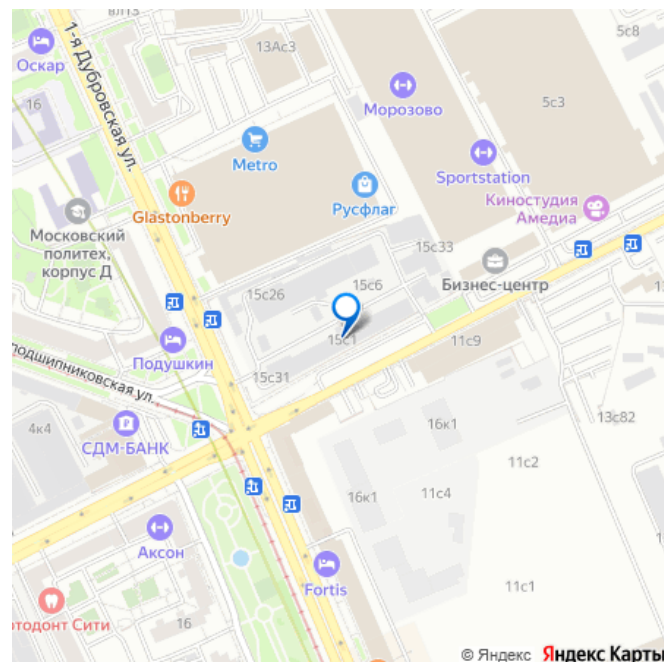 вл13
5с8
Оскар
1-я Дубровская ул.
13Ас3
16
Морозово
5с3
Metro
Sportstation
Glastonberry
Русфлаг
Киностудия
Амедиа
Московский
политех,
корпус Д
15с33
15с6
Бизнес-центр
15с26
Подушкин
15с1
11с9
подшипниковская ул.
15с31
13с82
4к4
СДМ-БАНК
16к1
11с2
16к1
11с4
Аксон
Fortis
11с1
ртодонт Сити
16
© Яндекс Яндекс Карты